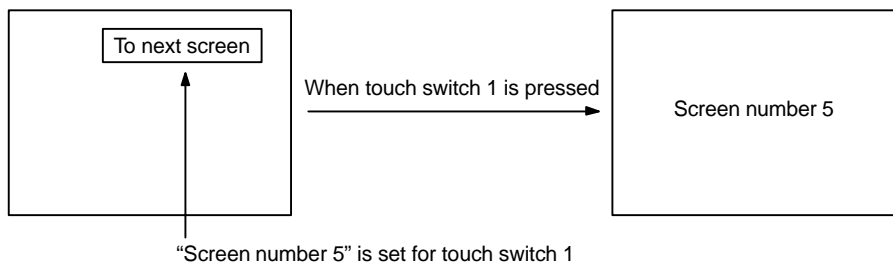 To next screen
When touch switch 1 is pressed
Screen number 5
“Screen number 5” is set for touch switch 1